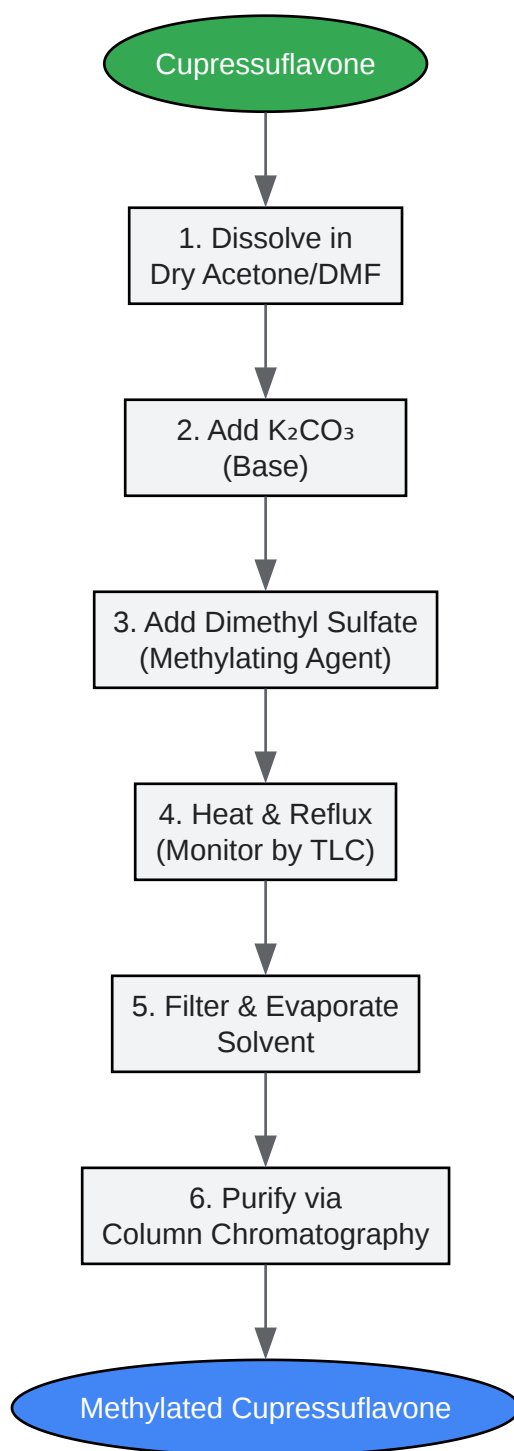 Cupressuflavone
1. Dissolve in
Dry Acetone/DMF
2. Add K₂CO₃
(Base)
3. Add Dimethyl Sulfate
(Methylating Agent)
4. Heat & Reflux
(Monitor by TLC)
5. Filter & Evaporate
Solvent
6. Purify via
Column Chromatography
Methylated Cupressuflavone